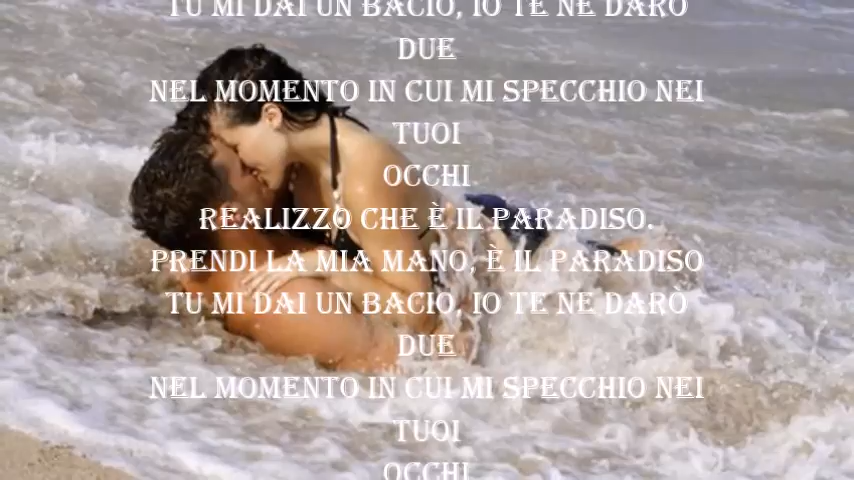 TU MI DAI UN BACIO, IO TE NE DARÒ
DUE
NEL MOMENTO IN CUI MI SPECCHIO NEI
TUOI
OCCHI
REALIZZO CHE È IL PARADISO.
PRENDI LA MIA MANO, È IL PARADISO
TU MI DAI UN BACIO, IO TE NE DARÒ
DUE
NEL MOMENTO IN CUI MI SPECCHIO NEI
TUOI
OCCHI